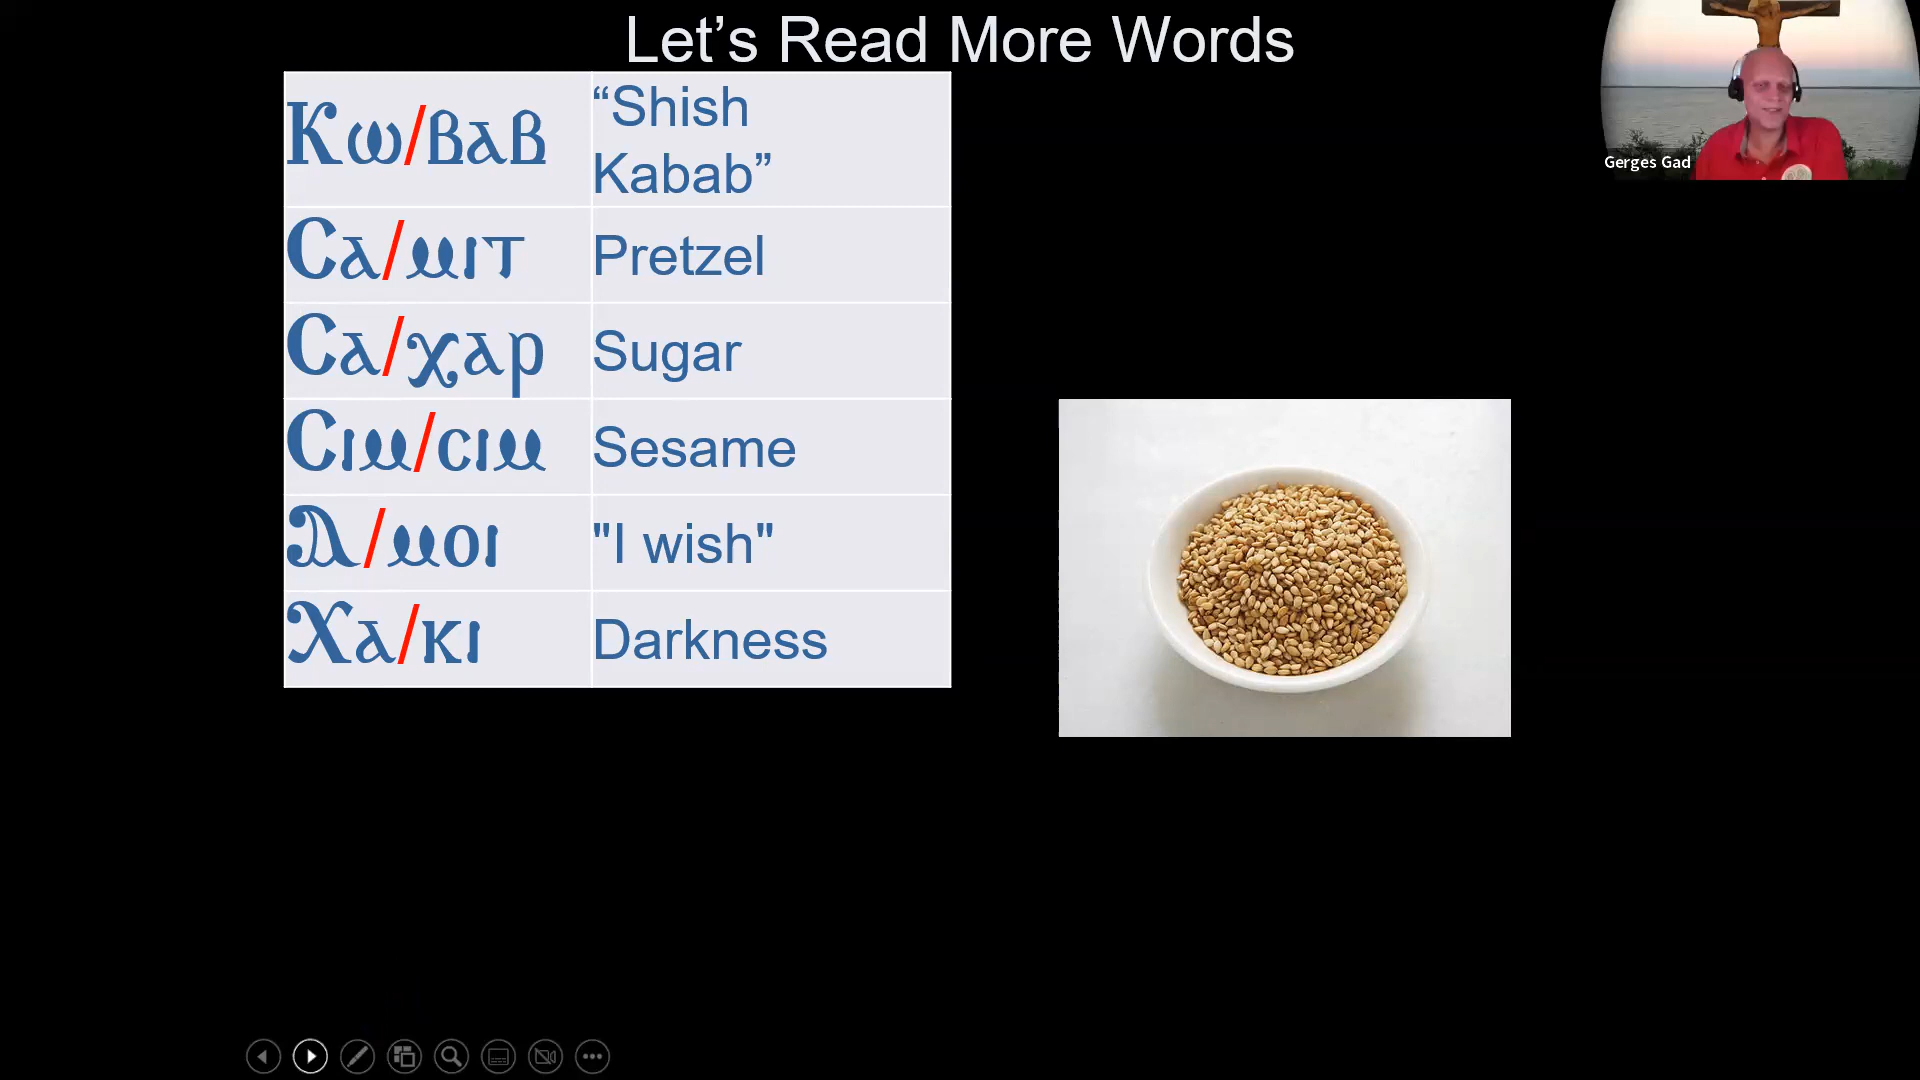 Let’s Read More Words
Ⲕⲱ/ⲃⲁⲃ
“Shish
Kabab”
Ⲥⲁ/ⲙⲓⲧ
Pretzel
Ⲥⲁ/ⲭⲁⲣ
Sugar
Ⲥⲓⲙ/ⲥⲓⲙ
Sesame
Ⲁ/ⲙⲟⲓ
"I wish"
Ⲭⲁ/ⲕⲓ
Darkness
Gerges Gad